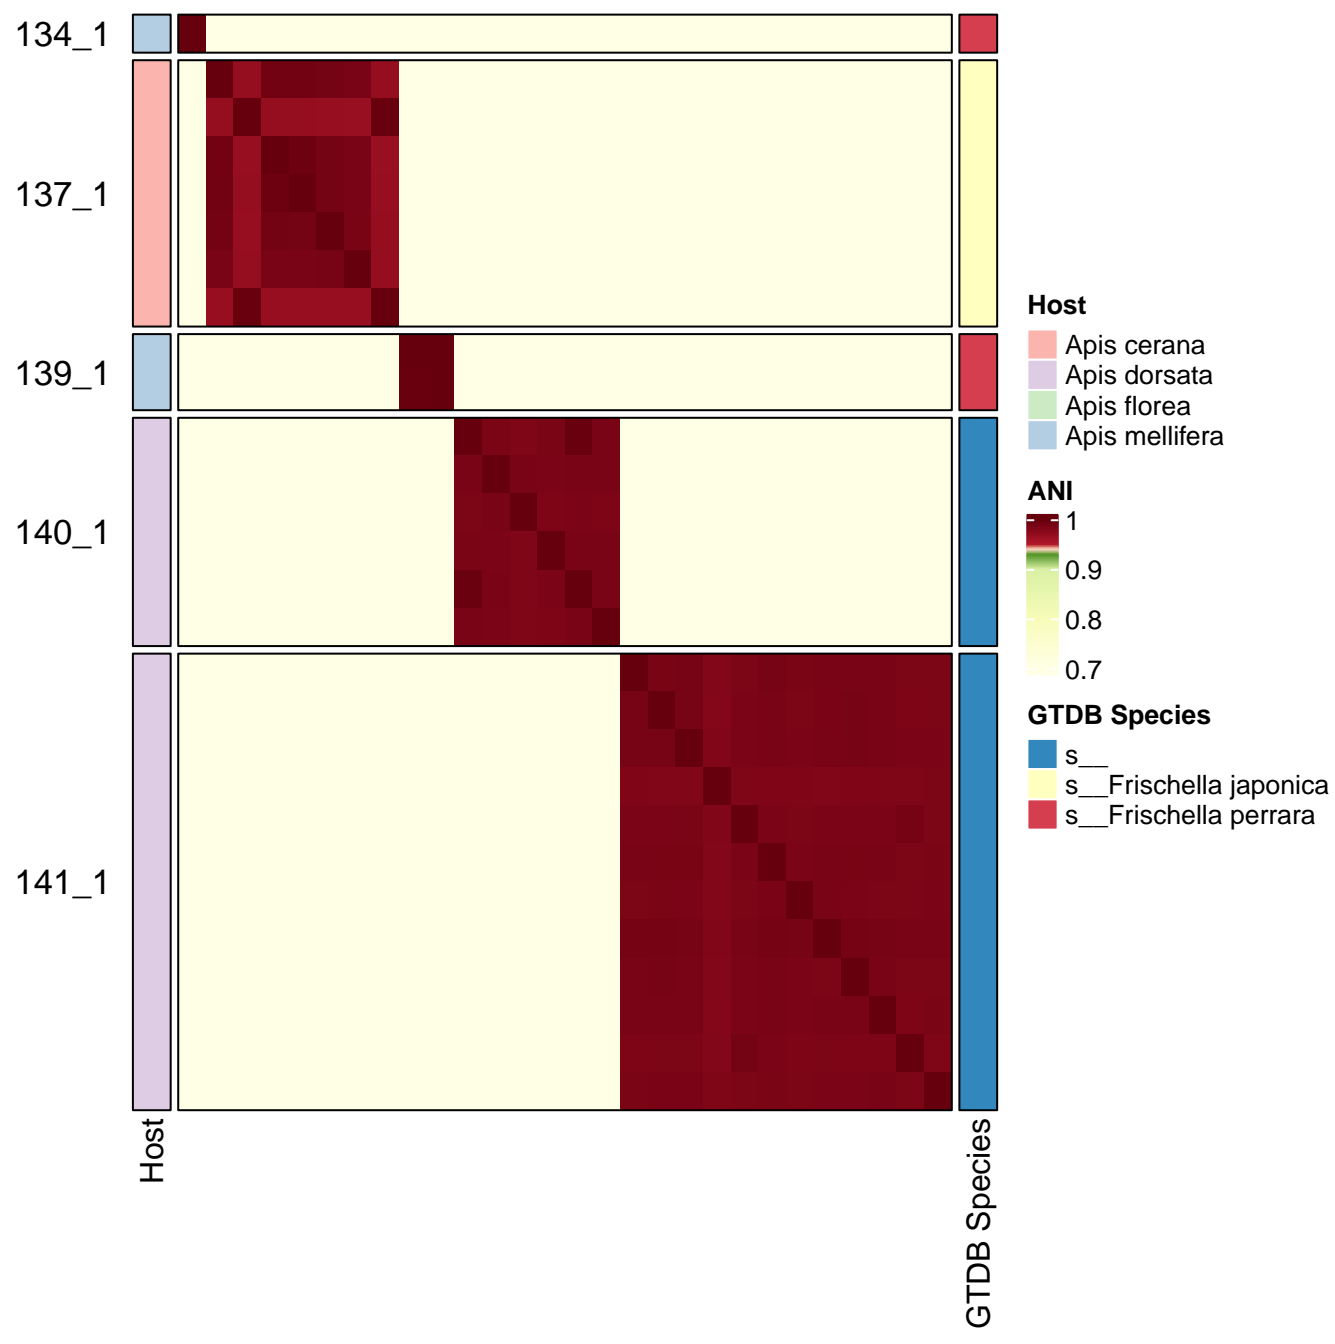 134_1
137_1
139_1
140_1
141_1
Host
GTDB Species
Host
Apis cerana
Apis dorsata
Apis florea
Apis mellifera
ANI
1
0.9
0.8
0.7
GTDB Species
s__
s__Frischella japonica
s__Frischella perrara